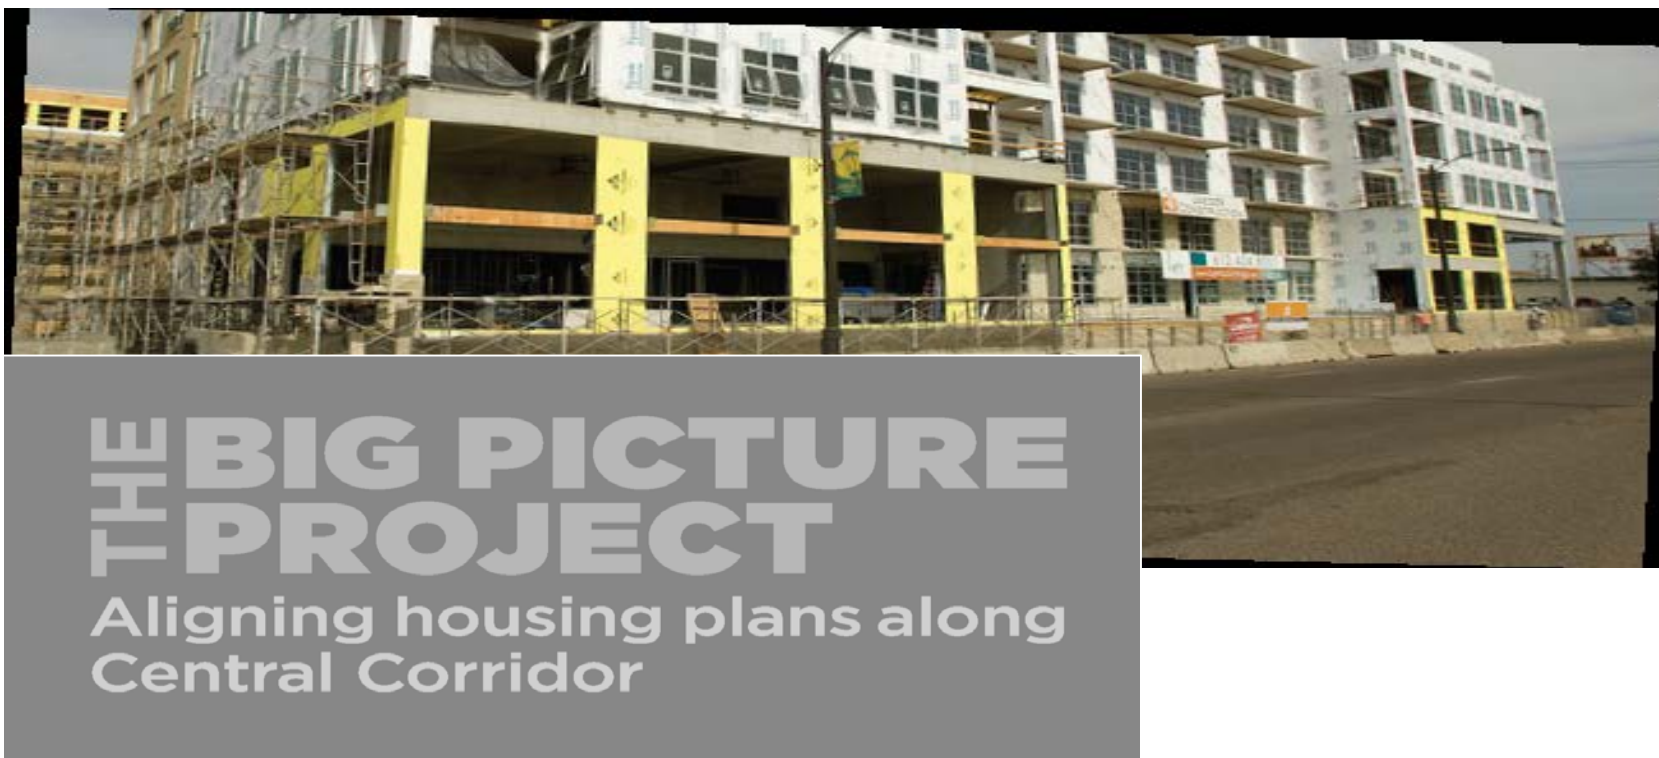 THE BIG PICTURE
PROJECT
Aligning housing plans along
Central Corridor